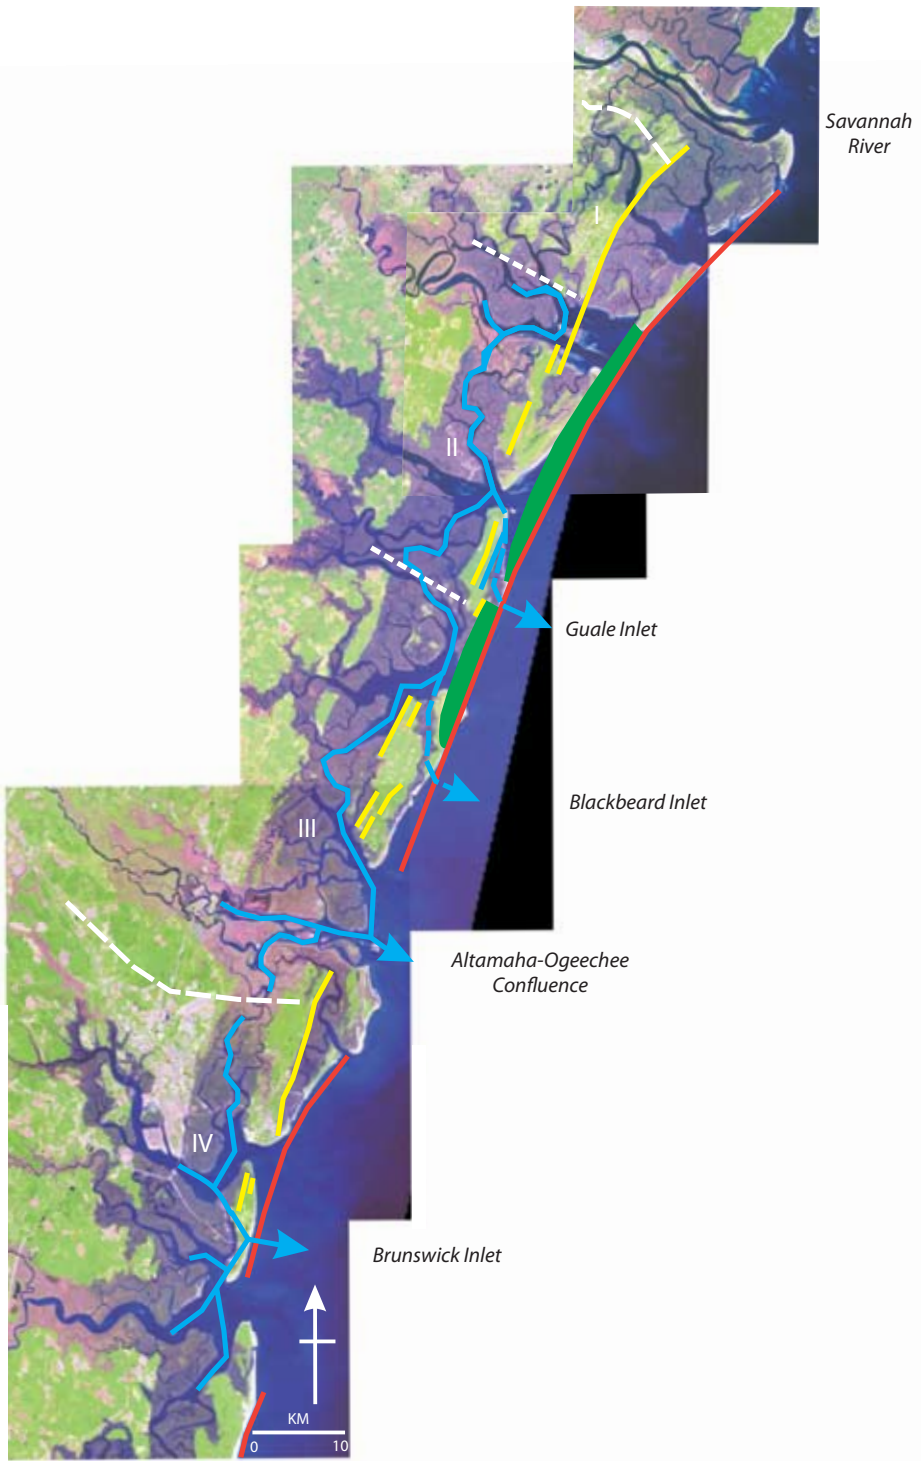 Savannah
River
I
II
Guale Inlet
Blackbeard Inlet
III
Altamaha-Ogeechee
Confluence
IV
Brunswick Inlet
KM
0 10